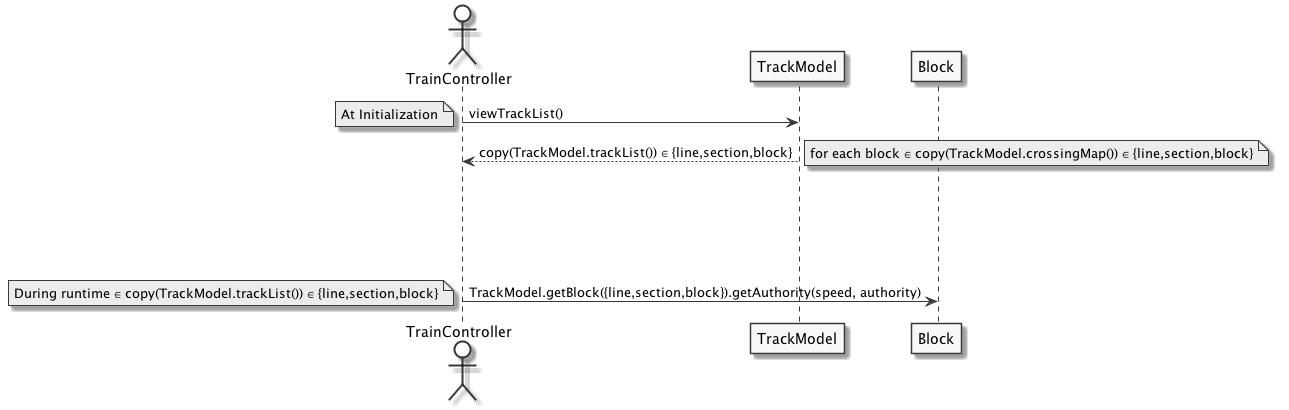 TrainController
TrackModel
Block
At Initialization
viewTrackList()
copy(TrackModel.trackList()) ∈ {line,section,block}
for each block ∈ copy(TrackModel.crossingMap()) ∈ {line,section,block}
During runtime ∈ copy(TrackModel.trackList()) ∈ {line,section,block}
TrackModel.getBlock({line,section,block}).getAuthority(speed, authority)
TrainController
TrackModel
Block